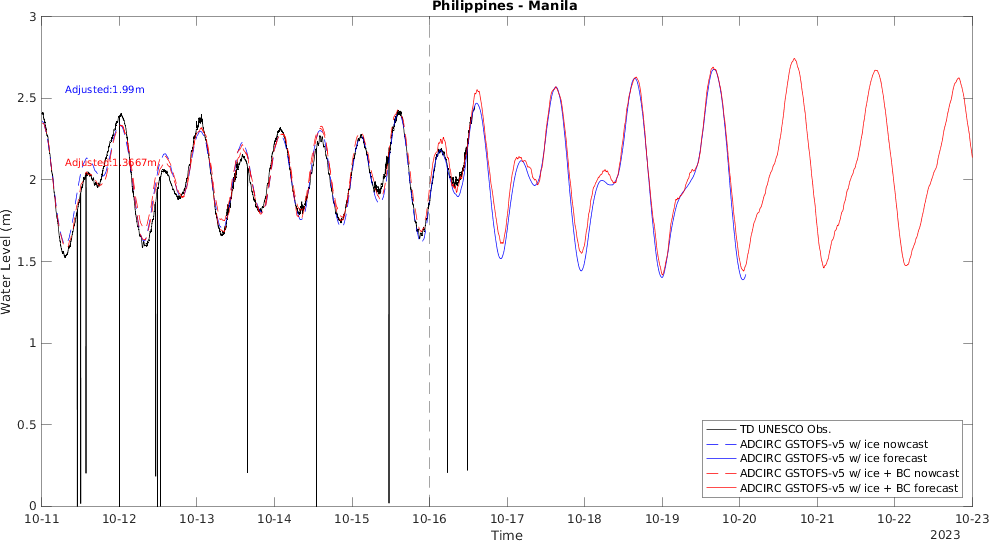 Philippines - Manila
3
2.5
2
1.5
1
0.5
0
Water Level (m)
Adjusted:1.99m
Adjusted:1.3667m
TD UNESCO Obs.
ADCIRC GSTOFS-v5 w/ ice nowcast
ADCIRC GSTOFS-v5 w/ ice forecast
ADCIRC GSTOFS-v5 w/ ice + BC nowcast
ADCIRC GSTOFS-v5 w/ ice + BC forecast
10-11 10-12 10-13 10-14 10-15 10-16 10-17 10-18 10-19 10-20 10-21 10-22 10-23
Time
2023